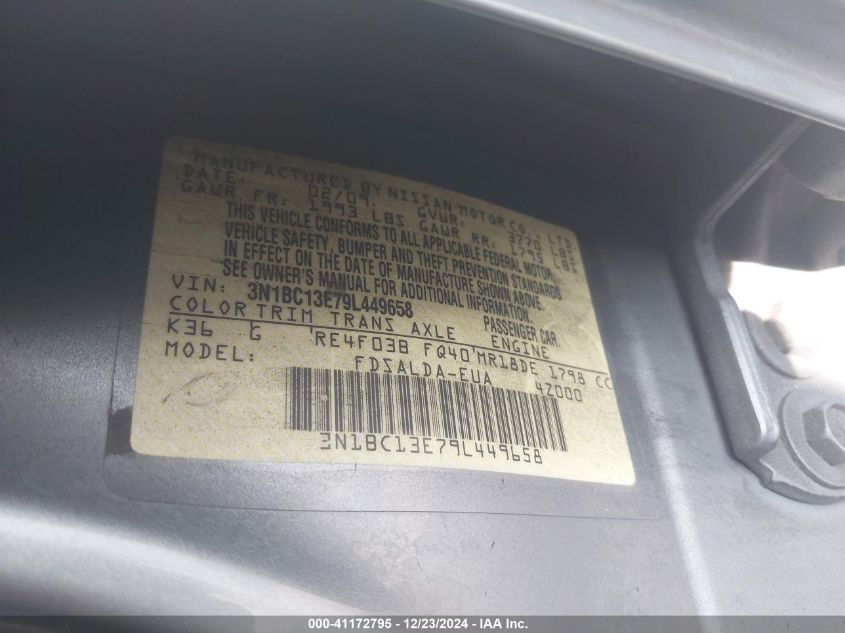 MANUFACTURED BY NISSAN MOTOR CO., LTD.
DATE: 02/09 GVWR: 3770 LBS
GAWR FR: 1993 LBS GAWR RR: 1795 LBS
THIS VEHICLE CONFORMS TO ALL APPLICABLE FEDERAL MOTOR
VEHICLE SAFETY, BUMPER AND THEFT PREVENTION STANDARDS
IN EFFECT ON THE DATE OF MANUFACTURE SHOWN ABOVE.
SEE OWNER'S MANUAL FOR ADDITIONAL INFORMATION.
VIN: 3N1BC13E79L449658 PASSENGER CAR
COLOR TRIM TRANS AXLE ENGINE
K36 G RE4F03B FQ40 MR18DE 1798 CC
MODEL: FDSALDA-EUA 4Z000
3N1BC13E79L449658
000-41172795 - 12/23/2024 - IAA Inc.